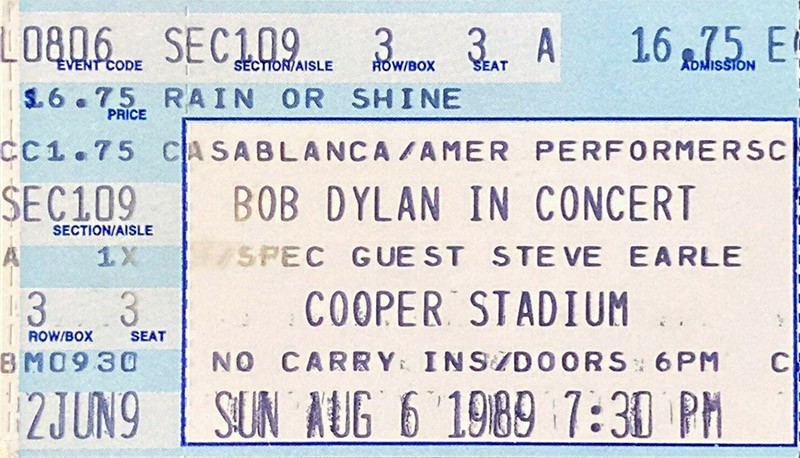 L0806 SEC109 3 3 A 16.75 E
EVENT CODE SECTION/AISLE ROW/BOX SEAT ADMISSION
$16.75 RAIN OR SHINE
PRICE
CC1.75 CASABLANCA/AMER PERFORMERSC
SEC109 BOB DYLAN IN CONCERT
SECTION/AISLE
A 1X W/SPEC GUEST STEVE EARLE
3 3 COOPER STADIUM
ROW/BOX SEAT
BM0930 NO CARRY INS/DOORS 6PM C
2JUN9 SUN AUG 6 1989 7:30 PM